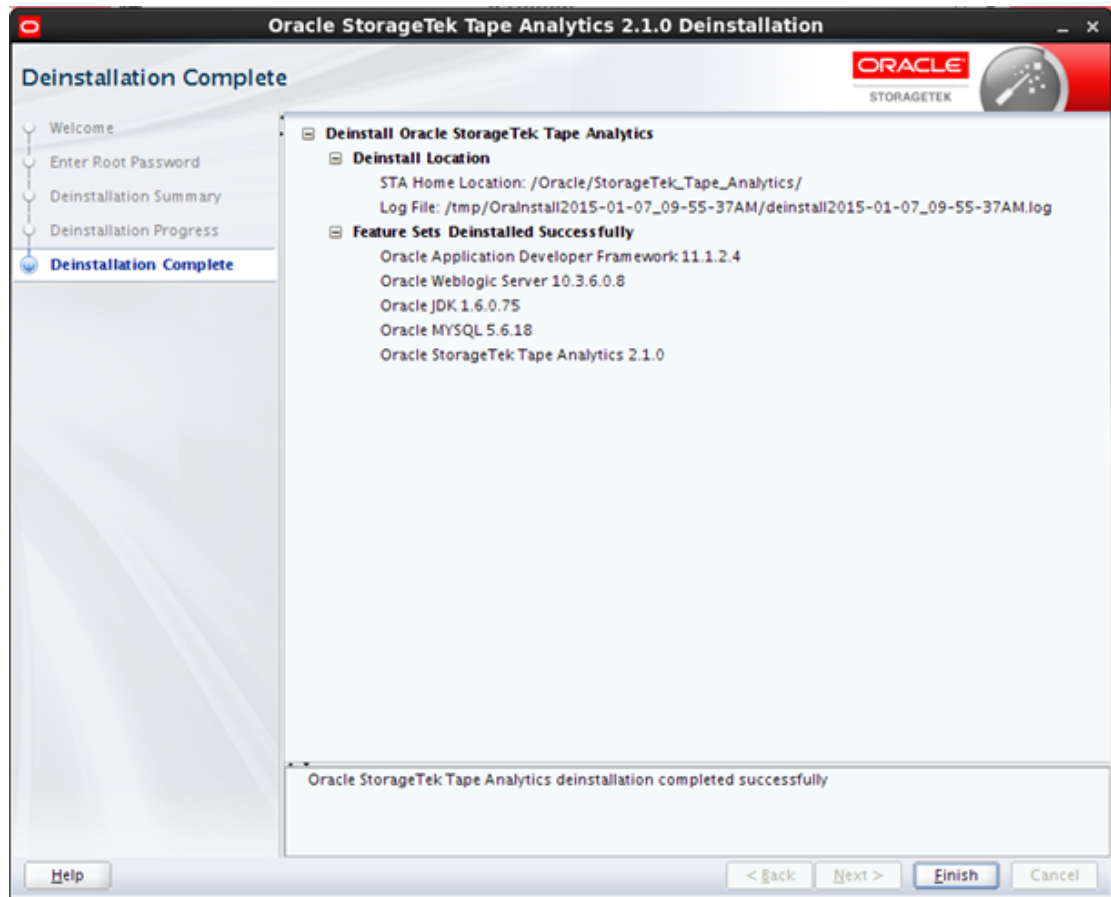 Oracle StorageTek Tape Analytics 2.1.0 Deinstallation
Deinstallation Complete
ORACLE
STORAGETEK
Welcome
Enter Root Password
Deinstallation Summary
Deinstallation Progress
Deinstallation Complete
Deinstall Oracle StorageTek Tape Analytics
Deinstall Location
STA Home Location: /Oracle/StorageTek_Tape_Analytics/
Log File: /tmp/OraInstall2015-01-07_09-55-37AM/deinstall2015-01-07_09-55-37AM.log
Feature Sets Deinstalled Successfully
Oracle Application Developer Framework 11.1.2.4
Oracle Weblogic Server 10.3.6.0.8
Oracle JDK 1.6.0.75
Oracle MYSQL 5.6.18
Oracle StorageTek Tape Analytics 2.1.0
Oracle StorageTek Tape Analytics deinstallation completed successfully
Help
< Back
Next >
Finish
Cancel